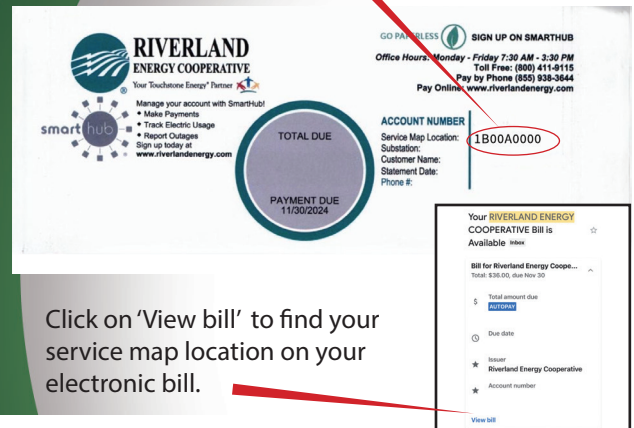 RIVERLAND
ENERGY COOPERATIVE
Your Touchstone Energy® Partner
smart hub
Manage your account with SmartHub!
• Make Payments
• Track Electric Usage
• Report Outages
Sign up today at
www.riverlandenergy.com
TOTAL DUE
PAYMENT DUE
11/30/2024
GO PAPERLESS SIGN UP ON SMARTHUB
Office Hours: Monday - Friday 7:30 AM - 3:30 PM
Toll Free: (800) 411-9115
Pay by Phone (855) 938-3644
Pay Online: www.riverlandenergy.com
ACCOUNT NUMBER
Service Map Location: 1B00A0000
Substation:
Customer Name:
Statement Date:
Phone #:
Click on 'View bill' to find your
service map location on your
electronic bill.
Your RIVERLAND ENERGY
COOPERATIVE Bill is
Available Inbox
Bill for Riverland Energy Coope...
Total: $36.00, due Nov 30
Total amount due
AUTOPAY
Due date
Issuer
Riverland Energy Cooperative
Account number
View bill